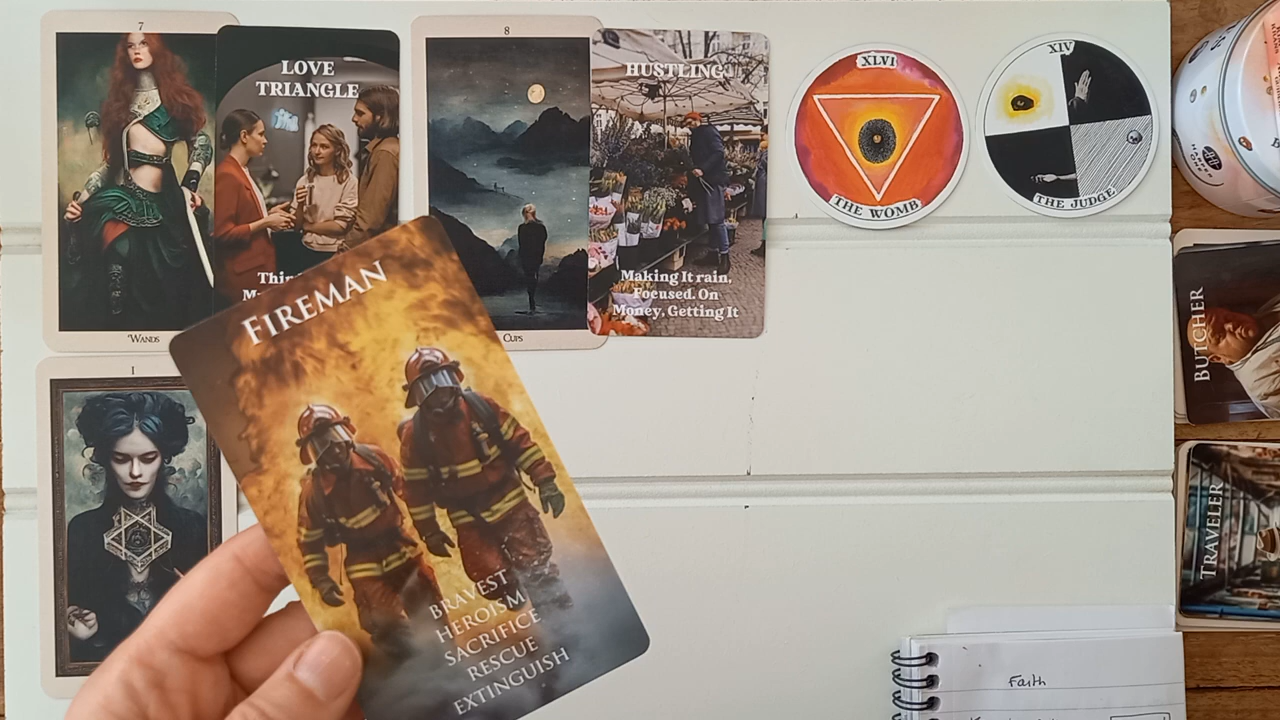 7
WANDS
LOVE
TRIANGLE
8
CUPS
HUSTLING
Making It rain,
Focused. On
Money, Getting It
XLVI
THE WOMB
XIV
THE JUDGE
I
FIREMAN
BRAVEST
HEROISM
SACRIFICE
RESCUE
EXTINGUISH
BUTCHER
TRAVELER
Faith